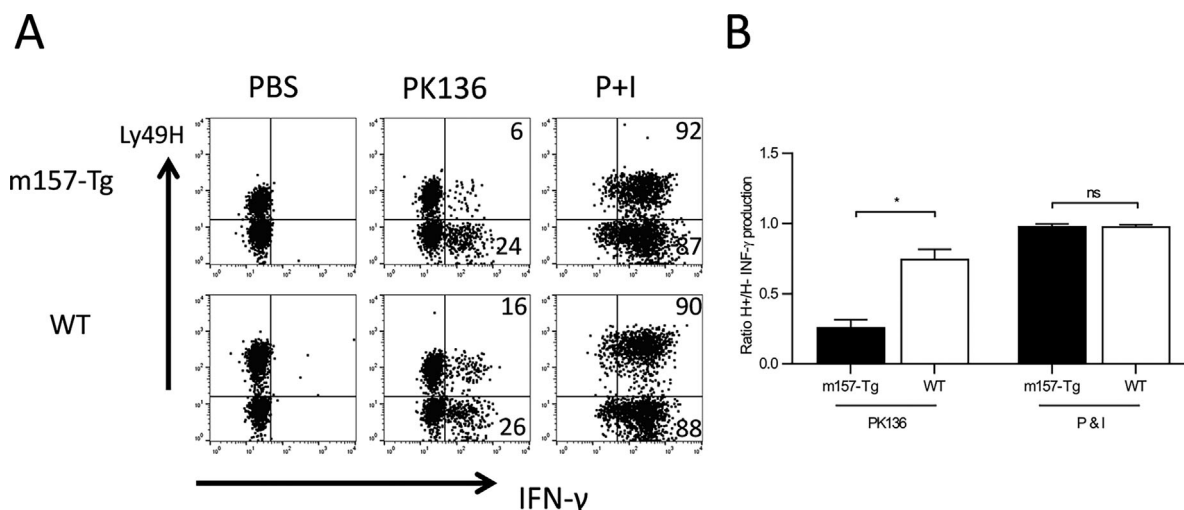 A
B
PBS PK136 P+I
Ly49H
m157-Tg
6 92
24 87
WT
16 90
26 88
IFN-γ
Ratio H+/H- INF-γ production
1.5
1.0
0.5
0.0
* ns
m157-Tg WT m157-Tg WT
PK136 P & I